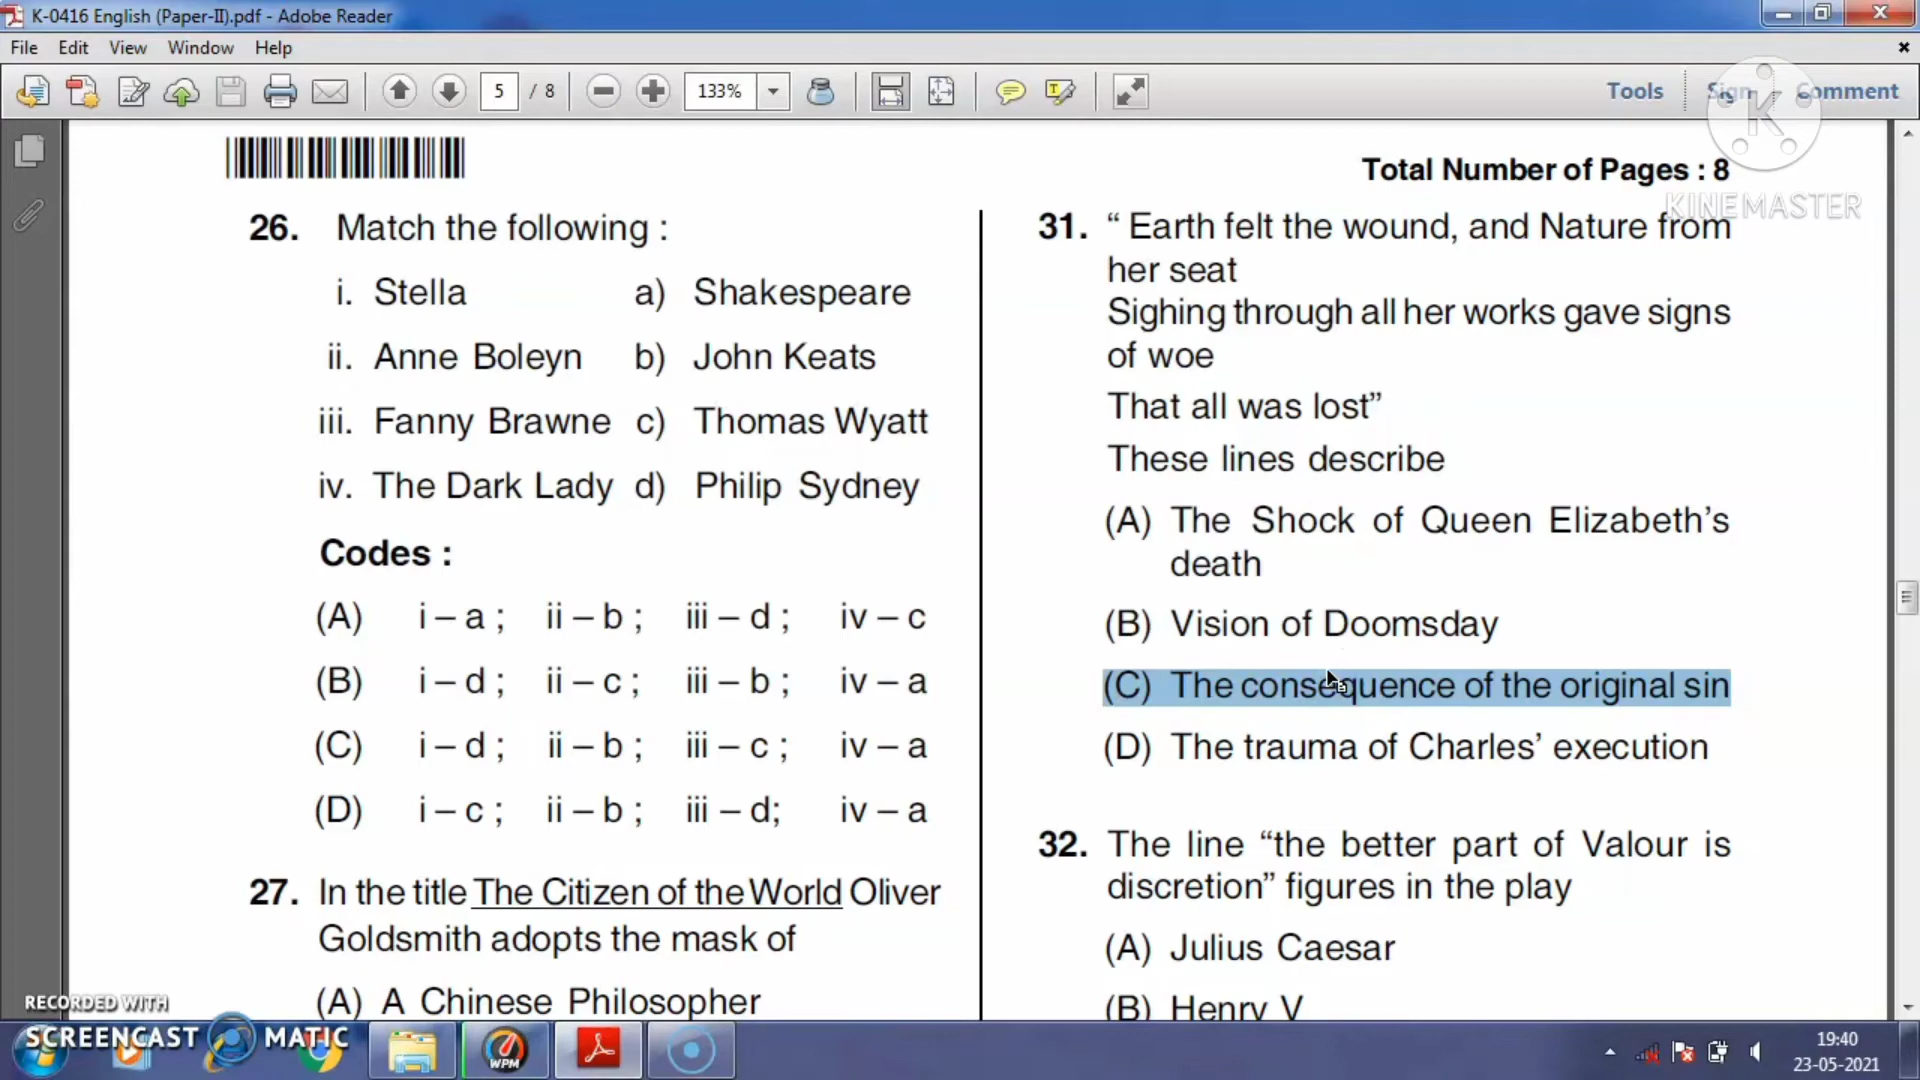 K-0416 English (Paper-II).pdf - Adobe Reader
File Edit View Window Help
5 / 8 133% Tools Sign Comment
KINEMASTER
Total Number of Pages : 8
26. Match the following :
i. Stella a) Shakespeare
ii. Anne Boleyn b) John Keats
iii. Fanny Brawne c) Thomas Wyatt
iv. The Dark Lady d) Philip Sydney
Codes :
(A) i – a ; ii – b ; iii – d ; iv – c
(B) i – d ; ii – c ; iii – b ; iv – a
(C) i – d ; ii – b ; iii – c ; iv – a
(D) i – c ; ii – b ; iii – d; iv – a
27. In the title The Citizen of the World Oliver
Goldsmith adopts the mask of
(A) A Chinese Philosopher
31. “ Earth felt the wound, and Nature from
her seat
Sighing through all her works gave signs
of woe
That all was lost”
These lines describe
(A) The Shock of Queen Elizabeth’s
death
(B) Vision of Doomsday
(C) The consequence of the original sin
(D) The trauma of Charles’ execution
32. The line “the better part of Valour is
discretion” figures in the play
(A) Julius Caesar
(B) Henry V
RECORDED WITH
SCREENCAST MATIC
WPM
19:40
23-05-2021